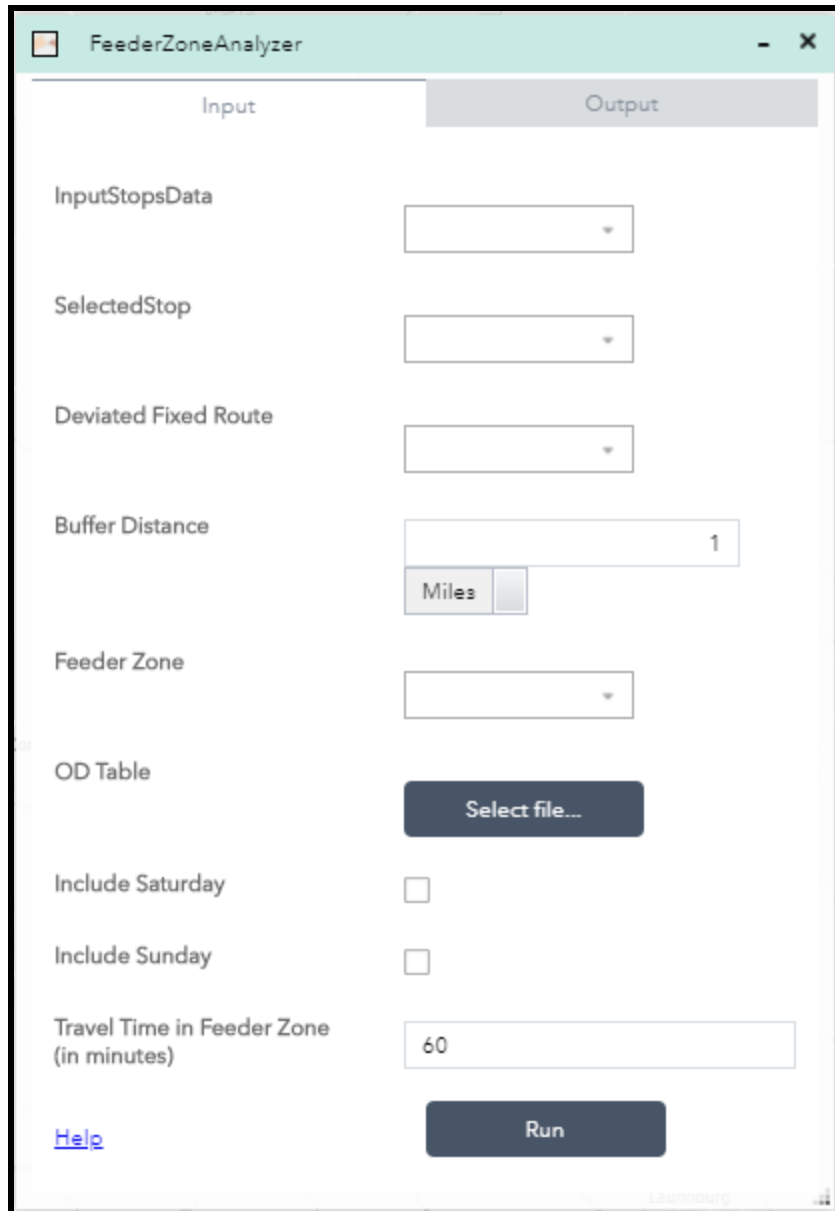 FeederZoneAnalyzer
Input
Output
InputStopsData
SelectedStop
Deviated Fixed Route
Buffer Distance
1
Miles
Feeder Zone
OD Table
Select file...
Include Saturday
Include Sunday
Travel Time in Feeder Zone
(in minutes)
60
Help
Run
Laurinburg